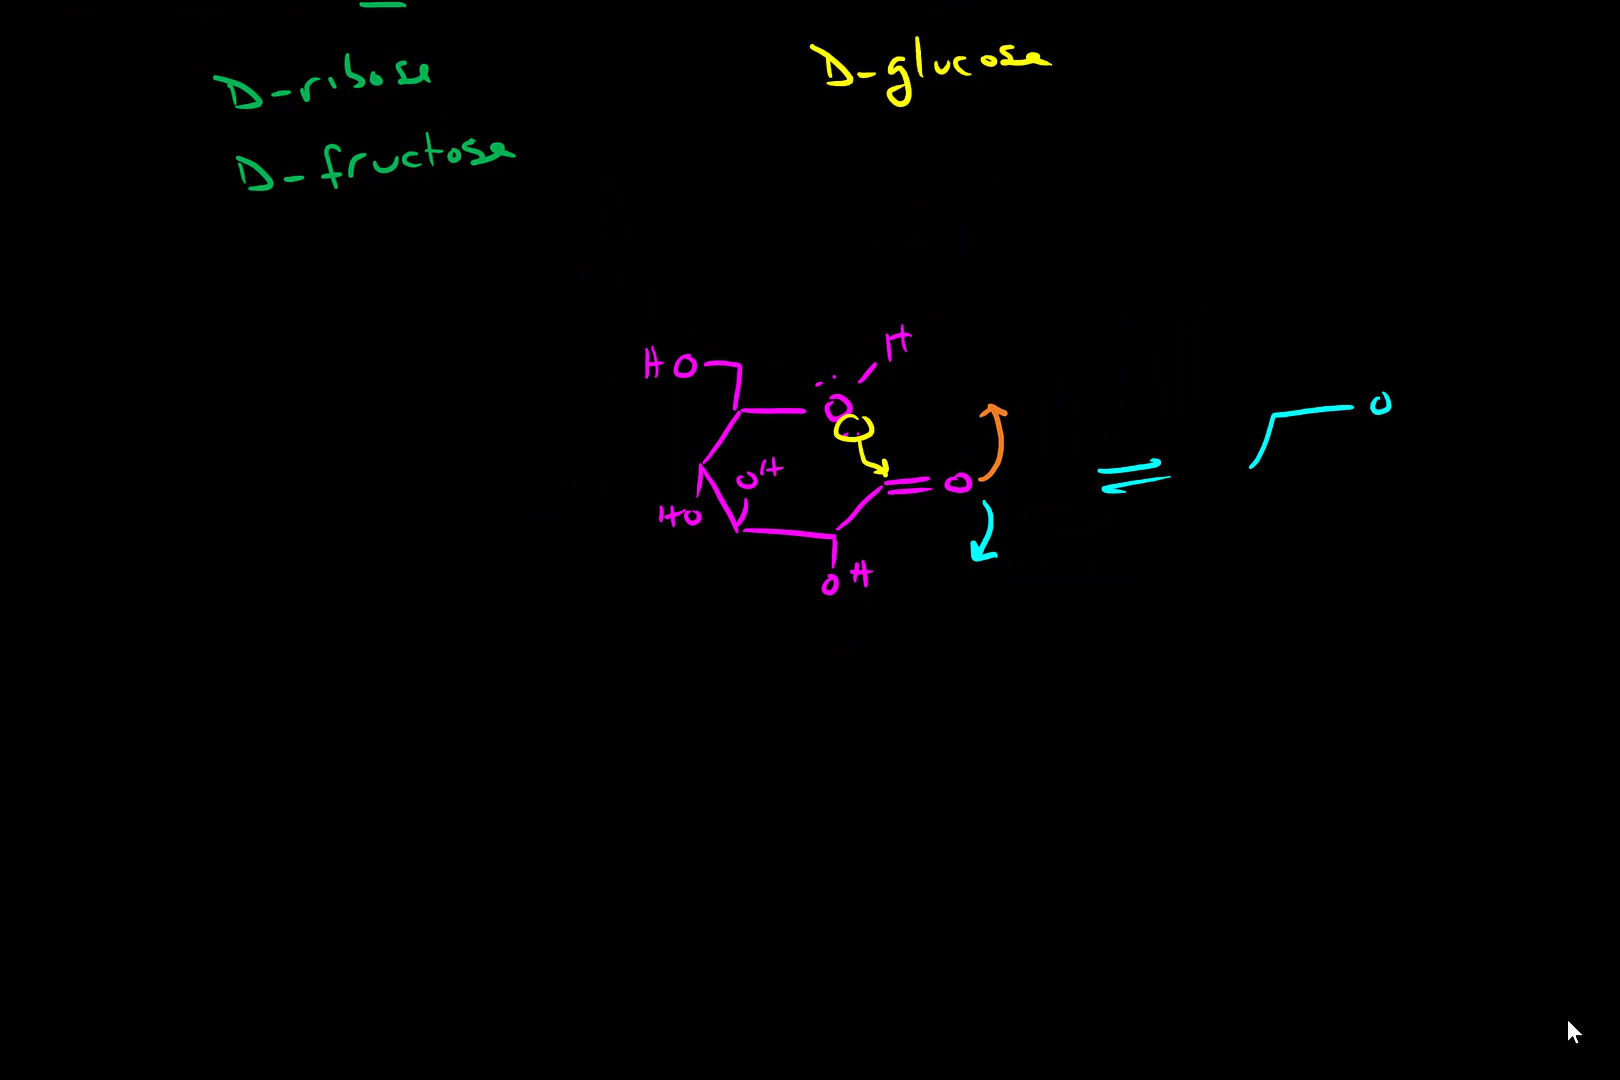 D-ribose
D-glucose
D-fructose
H
HO
O
O
OH
O
HO
OH